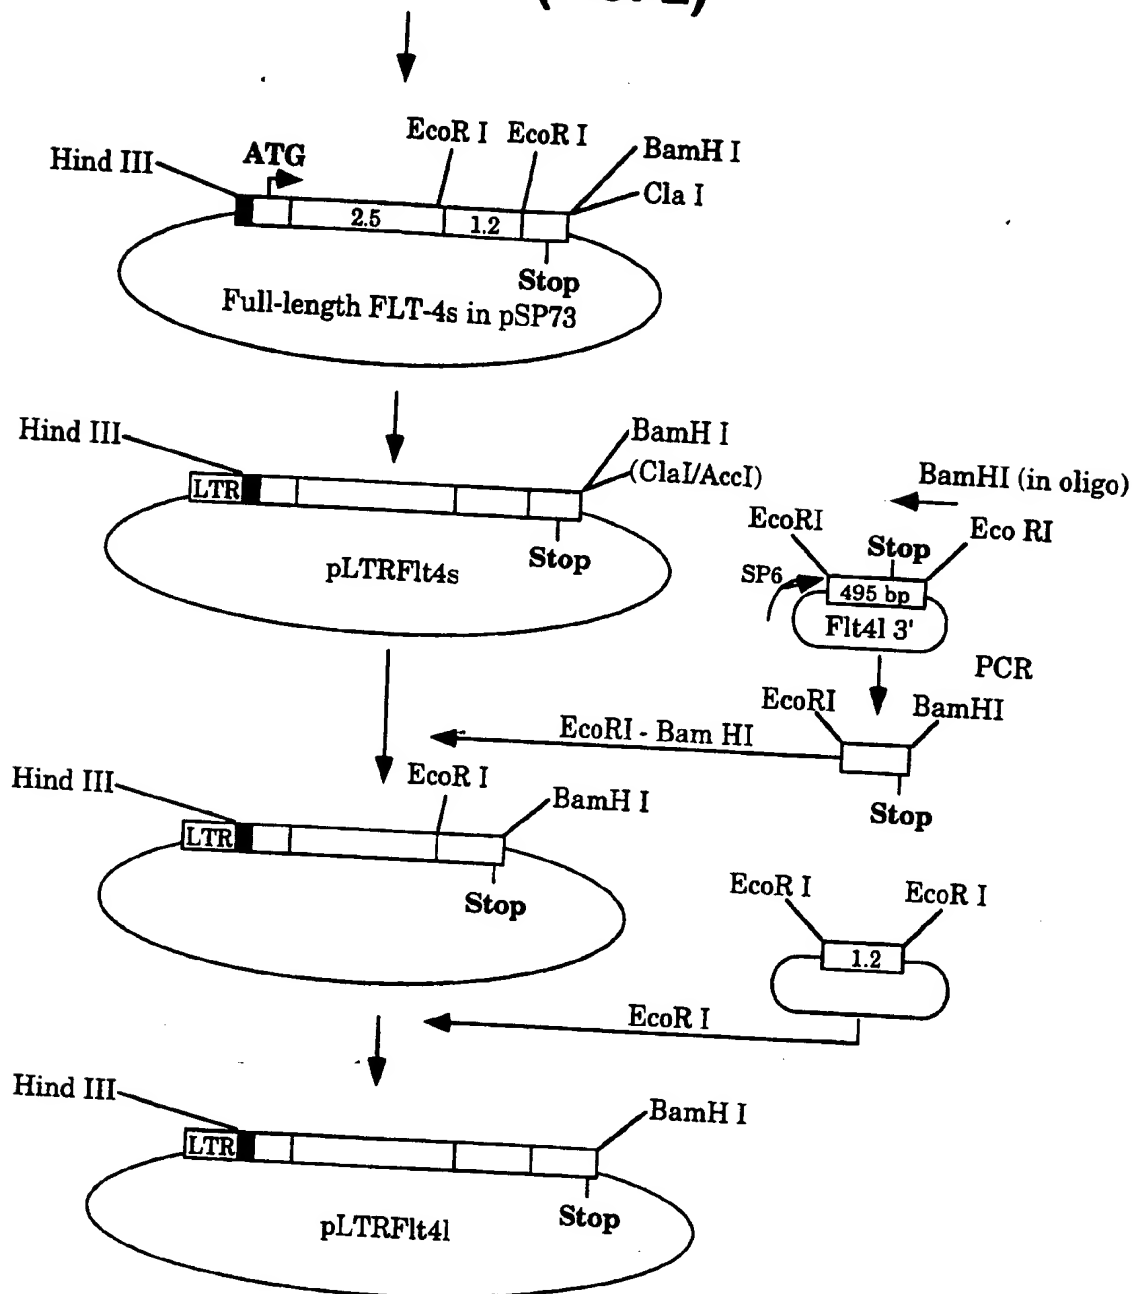 EcoR I EcoR I
BamH I
Hind III
ATG
Cla I
2.5
1.2
Stop
Full-length FLT-4s in pSP73
Hind III
BamH I
(ClaI/AccI)
LTR
Stop
pLTRFlt4s
BamHI (in oligo)
EcoRI
Eco RI
Stop
SP6
495 bp
Flt4l 3'
PCR
EcoRI
BamHI
EcoRI - Bam HI
Stop
Hind III
EcoR I
BamH I
LTR
Stop
EcoR I
EcoR I
1.2
EcoR I
Hind III
BamH I
LTR
Stop
pLTRFlt4l